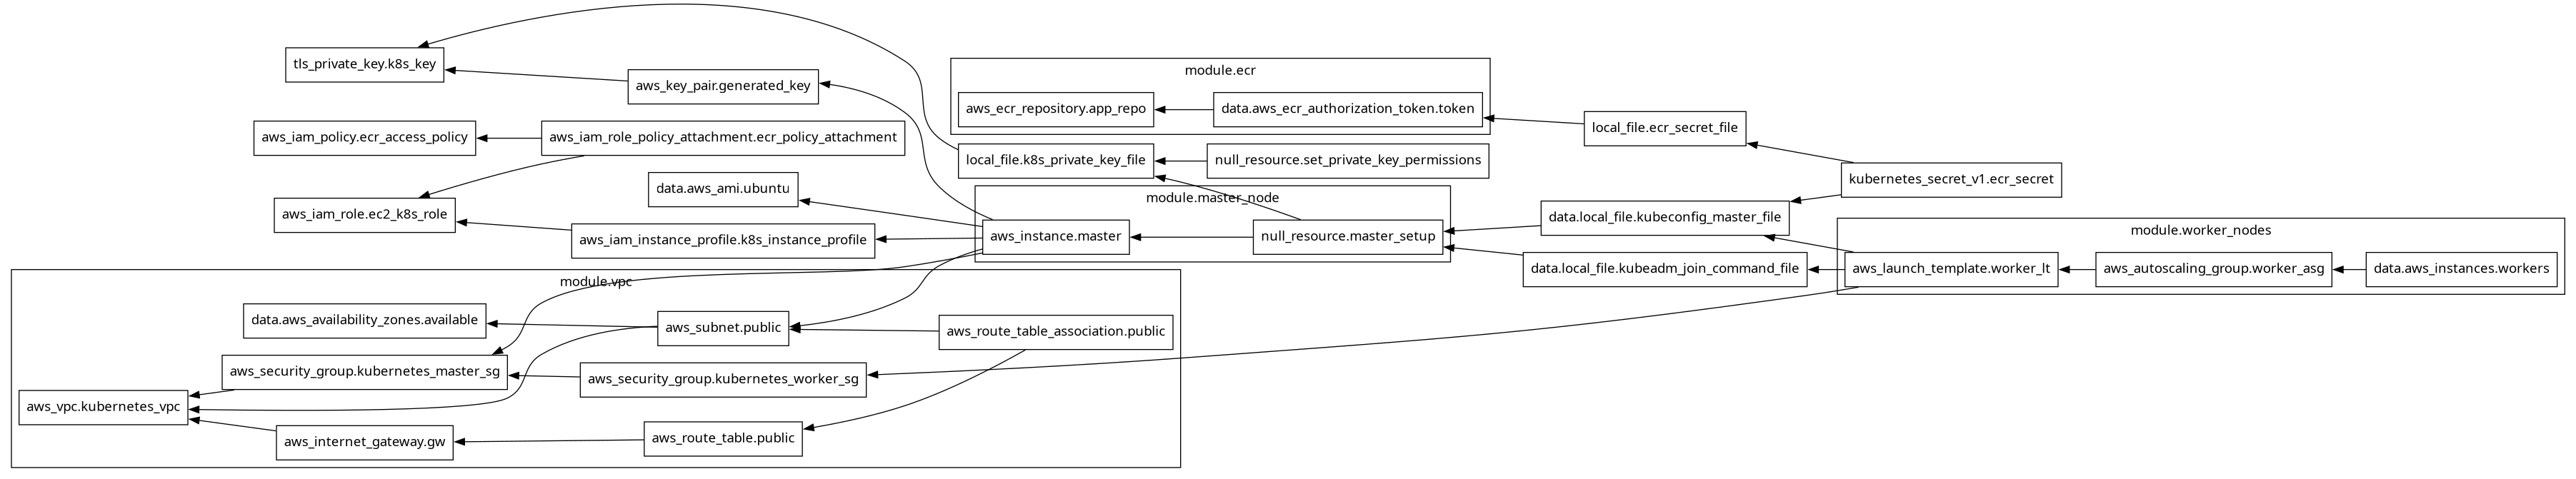 tls_private_key.k8s_key
aws_key_pair.generated_key
aws_iam_policy.ecr_access_policy
aws_iam_role_policy_attachment.ecr_policy_attachment
data.aws_ami.ubuntu
aws_iam_role.ec2_k8s_role
aws_iam_instance_profile.k8s_instance_profile
module.ecr
aws_ecr_repository.app_repo
data.aws_ecr_authorization_token.token
local_file.k8s_private_key_file
null_resource.set_private_key_permissions
module.master_node
aws_instance.master
null_resource.master_setup
local_file.ecr_secret_file
kubernetes_secret_v1.ecr_secret
data.local_file.kubeconfig_master_file
data.local_file.kubeadm_join_command_file
module.worker_nodes
aws_launch_template.worker_lt
aws_autoscaling_group.worker_asg
data.aws_instances.workers
module.vpc
data.aws_availability_zones.available
aws_subnet.public
aws_route_table_association.public
aws_security_group.kubernetes_master_sg
aws_security_group.kubernetes_worker_sg
aws_vpc.kubernetes_vpc
aws_internet_gateway.gw
aws_route_table.public